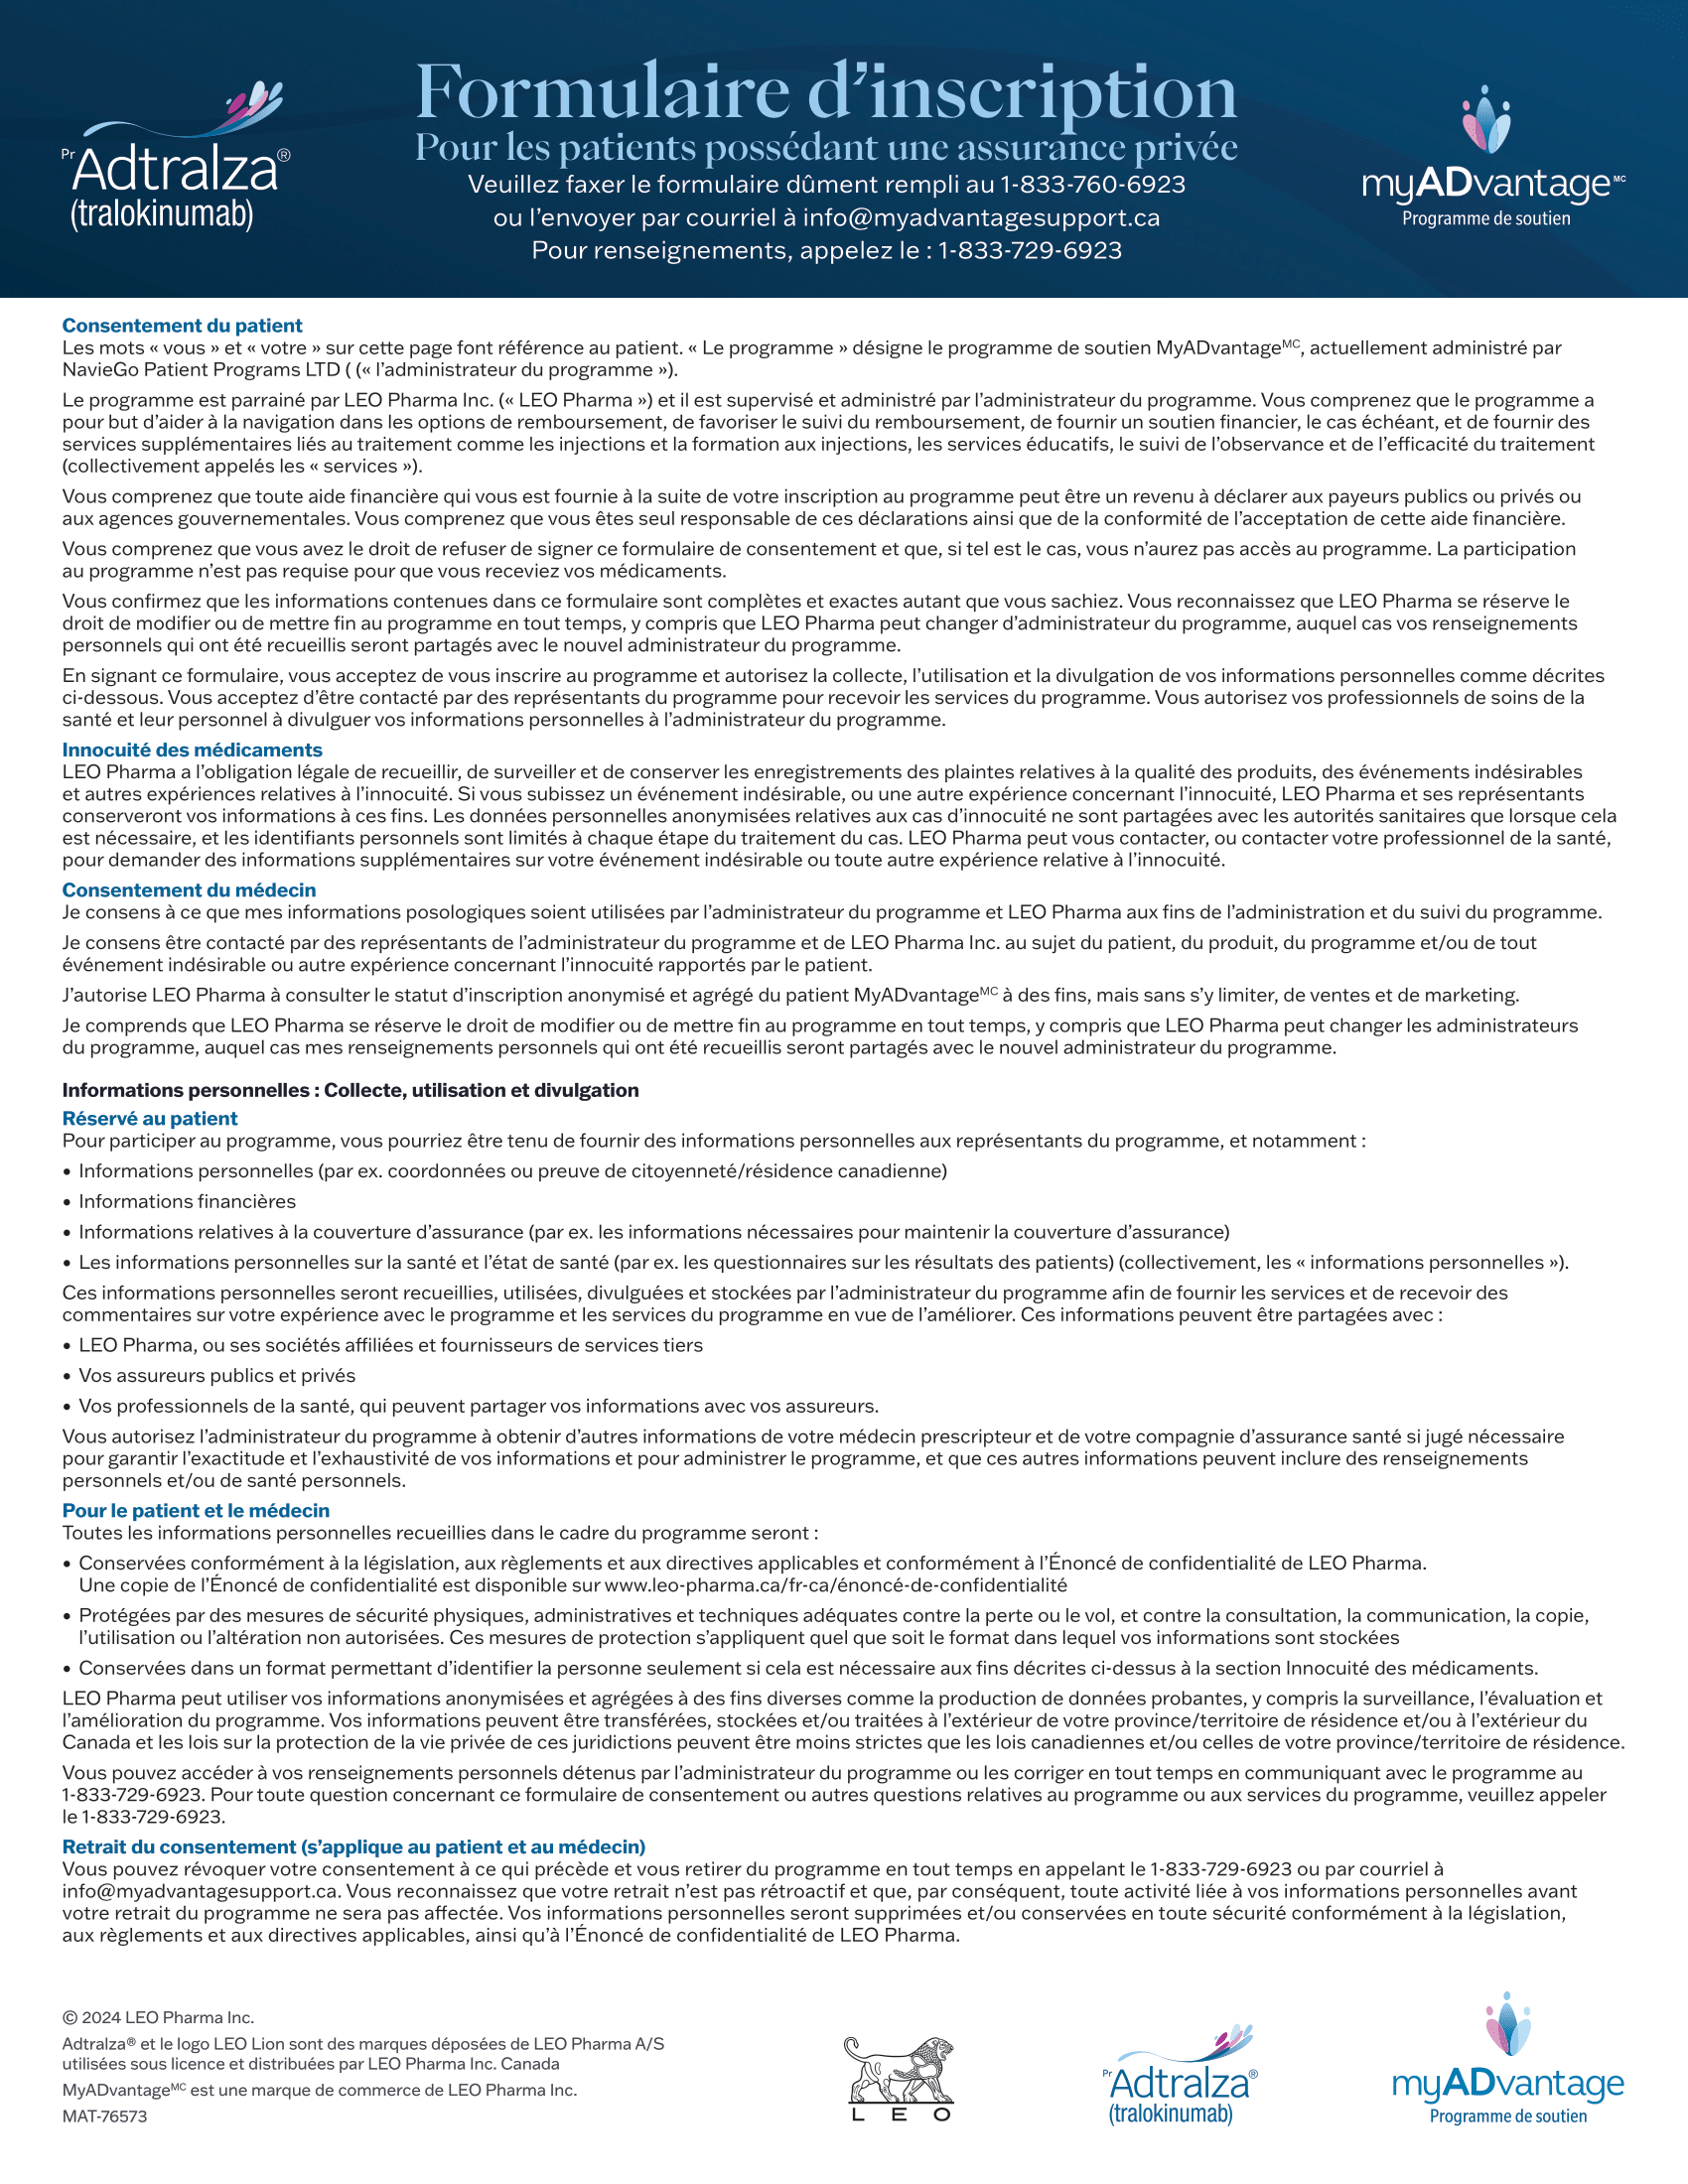 Pr Adtralza®
(tralokinumab)
Formulaire d’inscription
Pour les patients possédant une assurance privée
Veuillez faxer le formulaire dûment rempli au 1-833-760-6923
ou l’envoyer par courriel à info@myadvantagesupport.ca
Pour renseignements, appelez le : 1-833-729-6923
myADvantage MC
Programme de soutien
Consentement du patient
Les mots « vous » et « votre » sur cette page font référence au patient. « Le programme » désigne le programme de soutien MyADvantageMC, actuellement administré par
NavieGo Patient Programs LTD ( (« l’administrateur du programme »).
Le programme est parrainé par LEO Pharma Inc. (« LEO Pharma ») et il est supervisé et administré par l’administrateur du programme. Vous comprenez que le programme a
pour but d’aider à la navigation dans les options de remboursement, de favoriser le suivi du remboursement, de fournir un soutien financier, le cas échéant, et de fournir des
services supplémentaires liés au traitement comme les injections et la formation aux injections, les services éducatifs, le suivi de l’observance et de l’efficacité du traitement
(collectivement appelés les « services »).
Vous comprenez que toute aide financière qui vous est fournie à la suite de votre inscription au programme peut être un revenu à déclarer aux payeurs publics ou privés ou
aux agences gouvernementales. Vous comprenez que vous êtes seul responsable de ces déclarations ainsi que de la conformité de l’acceptation de cette aide financière.
Vous comprenez que vous avez le droit de refuser de signer ce formulaire de consentement et que, si tel est le cas, vous n’aurez pas accès au programme. La participation
au programme n’est pas requise pour que vous receviez vos médicaments.
Vous confirmez que les informations contenues dans ce formulaire sont complètes et exactes autant que vous sachiez. Vous reconnaissez que LEO Pharma se réserve le
droit de modifier ou de mettre fin au programme en tout temps, y compris que LEO Pharma peut changer d’administrateur du programme, auquel cas vos renseignements
personnels qui ont été recueillis seront partagés avec le nouvel administrateur du programme.
En signant ce formulaire, vous acceptez de vous inscrire au programme et autorisez la collecte, l’utilisation et la divulgation de vos informations personnelles comme décrites
ci-dessous. Vous acceptez d’être contacté par des représentants du programme pour recevoir les services du programme. Vous autorisez vos professionnels de soins de la
santé et leur personnel à divulguer vos informations personnelles à l’administrateur du programme.
Innocuité des médicaments
LEO Pharma a l’obligation légale de recueillir, de surveiller et de conserver les enregistrements des plaintes relatives à la qualité des produits, des événements indésirables
et autres expériences relatives à l’innocuité. Si vous subissez un événement indésirable, ou une autre expérience concernant l’innocuité, LEO Pharma et ses représentants
conserveront vos informations à ces fins. Les données personnelles anonymisées relatives aux cas d’innocuité ne sont partagées avec les autorités sanitaires que lorsque cela
est nécessaire, et les identifiants personnels sont limités à chaque étape du traitement du cas. LEO Pharma peut vous contacter, ou contacter votre professionnel de la santé,
pour demander des informations supplémentaires sur votre événement indésirable ou toute autre expérience relative à l’innocuité.
Consentement du médecin
Je consens à ce que mes informations posologiques soient utilisées par l’administrateur du programme et LEO Pharma aux fins de l’administration et du suivi du programme.
Je consens être contacté par des représentants de l’administrateur du programme et de LEO Pharma Inc. au sujet du patient, du produit, du programme et/ou de tout
événement indésirable ou autre expérience concernant l’innocuité rapportés par le patient.
J’autorise LEO Pharma à consulter le statut d’inscription anonymisé et agrégé du patient MyADvantageMC à des fins, mais sans s’y limiter, de ventes et de marketing.
Je comprends que LEO Pharma se réserve le droit de modifier ou de mettre fin au programme en tout temps, y compris que LEO Pharma peut changer les administrateurs
du programme, auquel cas mes renseignements personnels qui ont été recueillis seront partagés avec le nouvel administrateur du programme.
Informations personnelles : Collecte, utilisation et divulgation
Réservé au patient
Pour participer au programme, vous pourriez être tenu de fournir des informations personnelles aux représentants du programme, et notamment :
• Informations personnelles (par ex. coordonnées ou preuve de citoyenneté/résidence canadienne)
• Informations financières
• Informations relatives à la couverture d’assurance (par ex. les informations nécessaires pour maintenir la couverture d’assurance)
• Les informations personnelles sur la santé et l’état de santé (par ex. les questionnaires sur les résultats des patients) (collectivement, les « informations personnelles »).
Ces informations personnelles seront recueillies, utilisées, divulguées et stockées par l’administrateur du programme afin de fournir les services et de recevoir des
commentaires sur votre expérience avec le programme et les services du programme en vue de l’améliorer. Ces informations peuvent être partagées avec :
• LEO Pharma, ou ses sociétés affiliées et fournisseurs de services tiers
• Vos assureurs publics et privés
• Vos professionnels de la santé, qui peuvent partager vos informations avec vos assureurs.
Vous autorisez l’administrateur du programme à obtenir d’autres informations de votre médecin prescripteur et de votre compagnie d’assurance santé si jugé nécessaire
pour garantir l’exactitude et l’exhaustivité de vos informations et pour administrer le programme, et que ces autres informations peuvent inclure des renseignements
personnels et/ou de santé personnels.
Pour le patient et le médecin
Toutes les informations personnelles recueillies dans le cadre du programme seront :
• Conservées conformément à la législation, aux règlements et aux directives applicables et conformément à l’Énoncé de confidentialité de LEO Pharma.
Une copie de l’Énoncé de confidentialité est disponible sur www.leo-pharma.ca/fr-ca/énoncé-de-confidentialité
• Protégées par des mesures de sécurité physiques, administratives et techniques adéquates contre la perte ou le vol, et contre la consultation, la communication, la copie,
l’utilisation ou l’altération non autorisées. Ces mesures de protection s’appliquent quel que soit le format dans lequel vos informations sont stockées
• Conservées dans un format permettant d’identifier la personne seulement si cela est nécessaire aux fins décrites ci-dessus à la section Innocuité des médicaments.
LEO Pharma peut utiliser vos informations anonymisées et agrégées à des fins diverses comme la production de données probantes, y compris la surveillance, l’évaluation et
l’amélioration du programme. Vos informations peuvent être transférées, stockées et/ou traitées à l’extérieur de votre province/territoire de résidence et/ou à l’extérieur du
Canada et les lois sur la protection de la vie privée de ces juridictions peuvent être moins strictes que les lois canadiennes et/ou celles de votre province/territoire de résidence.
Vous pouvez accéder à vos renseignements personnels détenus par l’administrateur du programme ou les corriger en tout temps en communiquant avec le programme au
1-833-729-6923. Pour toute question concernant ce formulaire de consentement ou autres questions relatives au programme ou aux services du programme, veuillez appeler
le 1-833-729-6923.
Retrait du consentement (s’applique au patient et au médecin)
Vous pouvez révoquer votre consentement à ce qui précède et vous retirer du programme en tout temps en appelant le 1-833-729-6923 ou par courriel à
info@myadvantagesupport.ca. Vous reconnaissez que votre retrait n’est pas rétroactif et que, par conséquent, toute activité liée à vos informations personnelles avant
votre retrait du programme ne sera pas affectée. Vos informations personnelles seront supprimées et/ou conservées en toute sécurité conformément à la législation,
aux règlements et aux directives applicables, ainsi qu’à l’Énoncé de confidentialité de LEO Pharma.
© 2024 LEO Pharma Inc.
Adtralza® et le logo LEO Lion sont des marques déposées de LEO Pharma A/S
utilisées sous licence et distribuées par LEO Pharma Inc. Canada
MyADvantageMC est une marque de commerce de LEO Pharma Inc.
MAT-76573
LEO
Pr Adtralza®
(tralokinumab)
myADvantage
Programme de soutien